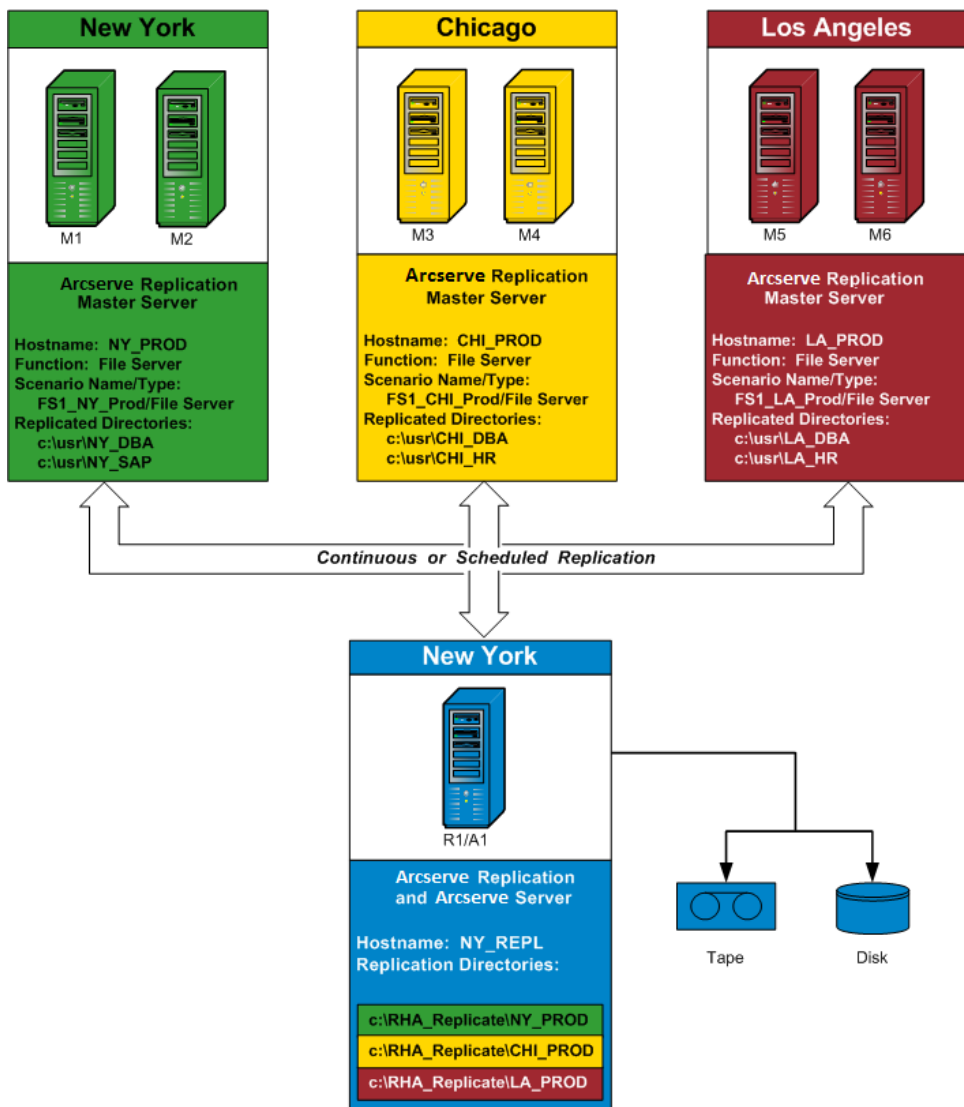 New York
M1
M2
Arcserve Replication
Master Server
Hostname: NY_PROD
Function: File Server
Scenario Name/Type:
FS1_NY_Prod/File Server
Replicated Directories:
c:\usr\NY_DBA
c:\usr\NY_SAP
Chicago
M3
M4
Arcserve Replication
Master Server
Hostname: CHI_PROD
Function: File Server
Scenario Name/Type:
FS1_CHI_Prod/File Server
Replicated Directories:
c:\usr\CHI_DBA
c:\usr\CHI_HR
Los Angeles
M5
M6
Arcserve Replication
Master Server
Hostname: LA_PROD
Function: File Server
Scenario Name/Type:
FS1_LA_Prod/File Server
Replicated Directories:
c:\usr\LA_DBA
c:\usr\LA_HR
Continuous or Scheduled Replication
New York
R1/A1
Arcserve Replication
and Arcserve Server
Hostname: NY_REPL
Replication Directories:
c:\RHA_Replicate\NY_PROD
c:\RHA_Replicate\CHI_PROD
c:\RHA_Replicate\LA_PROD
Tape
Disk